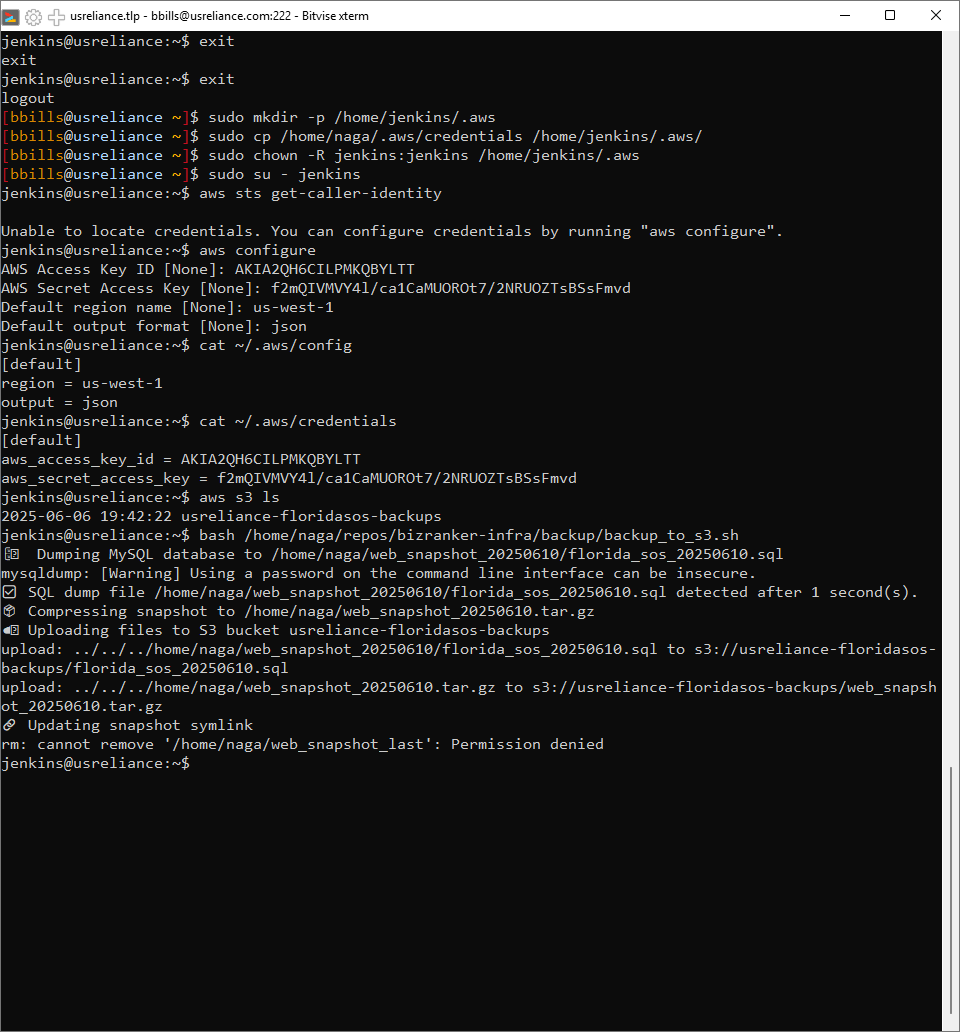 usreliance.tlp - bbills@usreliance.com:222 - Bitvise xterm
jenkins@usreliance:~$ exit
exit
jenkins@usreliance:~$ exit
logout
[bbills@usreliance ~]$ sudo mkdir -p /home/jenkins/.aws
[bbills@usreliance ~]$ sudo cp /home/naga/.aws/credentials /home/jenkins/.aws/
[bbills@usreliance ~]$ sudo chown -R jenkins:jenkins /home/jenkins/.aws
[bbills@usreliance ~]$ sudo su - jenkins
jenkins@usreliance:~$ aws sts get-caller-identity
Unable to locate credentials. You can configure credentials by running "aws configure".
jenkins@usreliance:~$ aws configure
AWS Access Key ID [None]: AKIA2QH6CILPMKQBYLTT
AWS Secret Access Key [None]: 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
Default region name [None]: us-west-1
Default output format [None]: json
jenkins@usreliance:~$ cat ~/.aws/config
[default]
region = us-west-1
output = json
jenkins@usreliance:~$ cat ~/.aws/credentials
[default]
aws_access_key_id = AKIA2QH6CILPMKQBYLTT
aws_secret_access_key = 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
jenkins@usreliance:~$ aws s3 ls
2025-06-06 19:42:22 usreliance-floridasos-backups
jenkins@usreliance:~$ bash /home/naga/repos/bizranker-infra/backup/backup_to_s3.sh
Dumping MySQL database to /home/naga/web_snapshot_20250610/florida_sos_20250610.sql
mysqldump: [Warning] Using a password on the command line interface can be insecure.
☑ SQL dump file /home/naga/web_snapshot_20250610/florida_sos_20250610.sql detected after 1 second(s).
📦 Compressing snapshot to /home/naga/web_snapshot_20250610.tar.gz
Uploading files to S3 bucket usreliance-floridasos-backups
upload: ../../../home/naga/web_snapshot_20250610/florida_sos_20250610.sql to s3://usreliance-floridasos-
backups/florida_sos_20250610.sql
upload: ../../../home/naga/web_snapshot_20250610.tar.gz to s3://usreliance-floridasos-backups/web_snapsh
ot_20250610.tar.gz
🔗 Updating snapshot symlink
rm: cannot remove '/home/naga/web_snapshot_last': Permission denied
jenkins@usreliance:~$